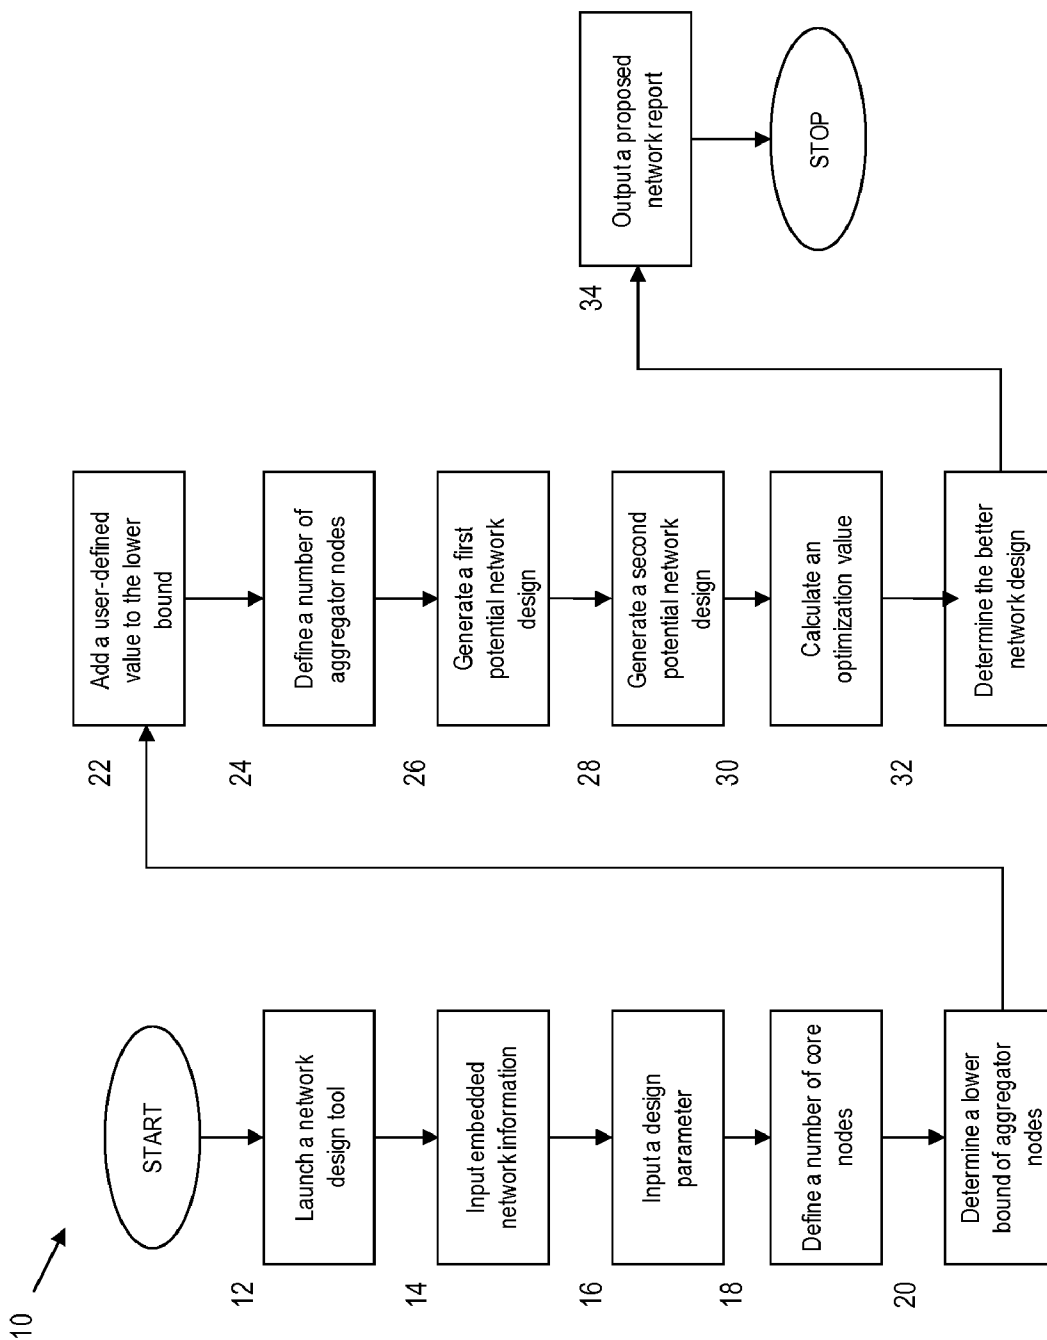 10
START
12
Launch a network
design tool
14
Input embedded
network information
16
Input a design
parameter
18
Define a number of core
nodes
20
Determine a lower
bound of aggregator
nodes
22
Add a user-defined
value to the lower
bound
24
Define a number of
aggregator nodes
26
Generate a first
potential network
design
28
Generate a second
potential network
design
30
Calculate an
optimization value
32
Determine the better
network design
34
Output a proposed
network report
STOP